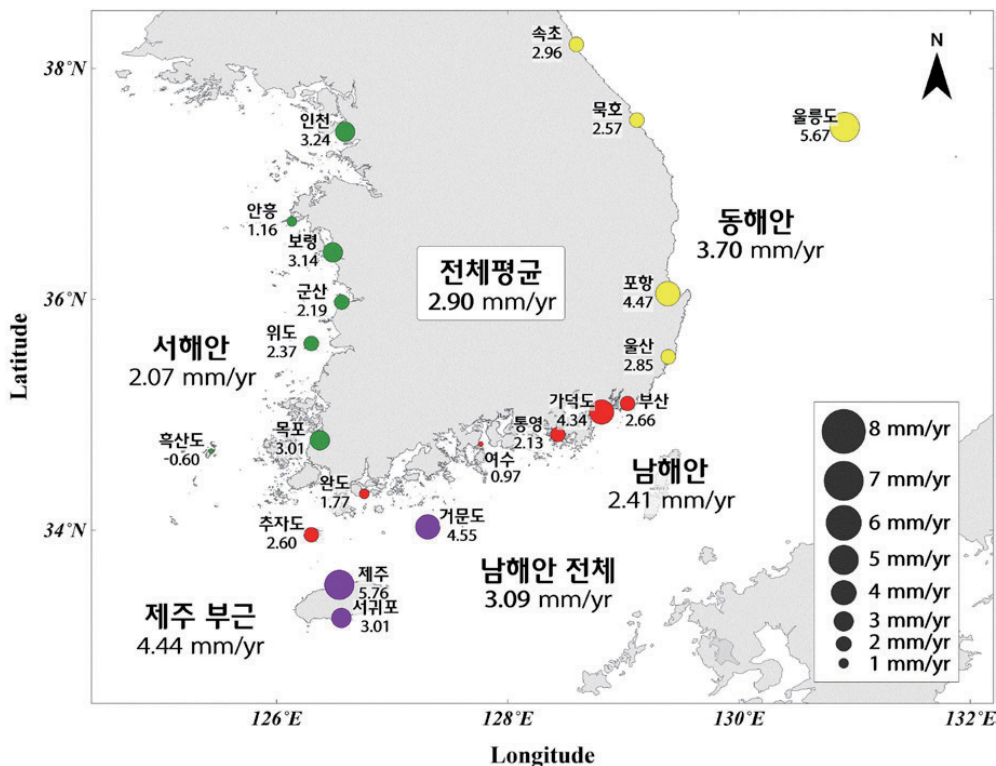 N
속초
2.96
묵호
2.57
울릉도
5.67
인천
3.24
안흥
1.16
보령
3.14
군산
2.19
위도
2.37
동해안
3.70 mm/yr
전체평균
2.90 mm/yr
포항
4.47
울산
2.85
서해안
2.07 mm/yr
가덕도
4.34
부산
2.66
통영
2.13
여수
0.97
목포
3.01
흑산도
-0.60
완도
1.77
남해안
2.41 mm/yr
추자도
2.60
거문도
4.55
남해안 전체
3.09 mm/yr
제주
5.76
서귀포
3.01
제주 부근
4.44 mm/yr
8 mm/yr
7 mm/yr
6 mm/yr
5 mm/yr
4 mm/yr
3 mm/yr
2 mm/yr
1 mm/yr
38°N
36°N
34°N
Latitude
126°E
128°E
130°E
132°E
Longitude